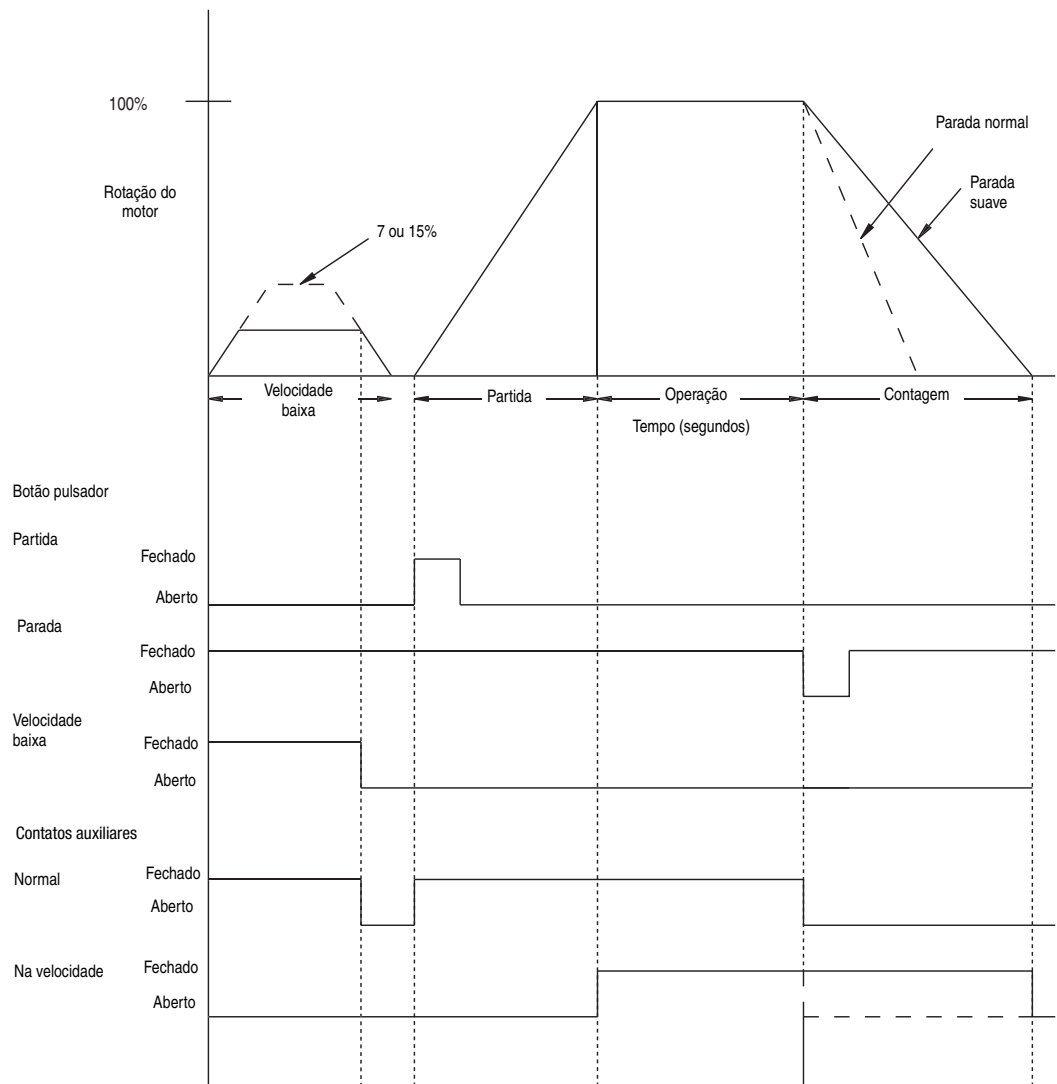 100%
Parada normal
Rotação do
motor
Parada
suave
7 ou 15%
Velocidade
baixa
Partida
Operação
Contagem
Tempo (segundos)
Botão pulsador
Partida
Fechado
Aberto
Parada
Fechado
Aberto
Velocidade
baixa
Fechado
Aberto
Contatos auxiliares
Normal
Fechado
Aberto
Na velocidade
Fechado
Aberto